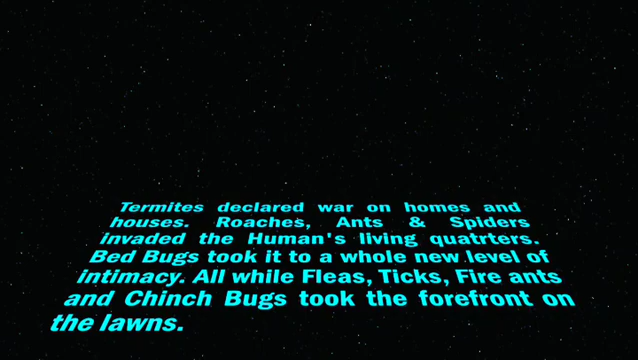 Termites declared war on homes and
houses. Roaches, Ants & Spiders
invaded the Human's living quatrters.
Bed Bugs took it to a whole new level of
intimacy. All while Fleas, Ticks, Fire ants
and Chinch Bugs took the forefront on
the lawns.